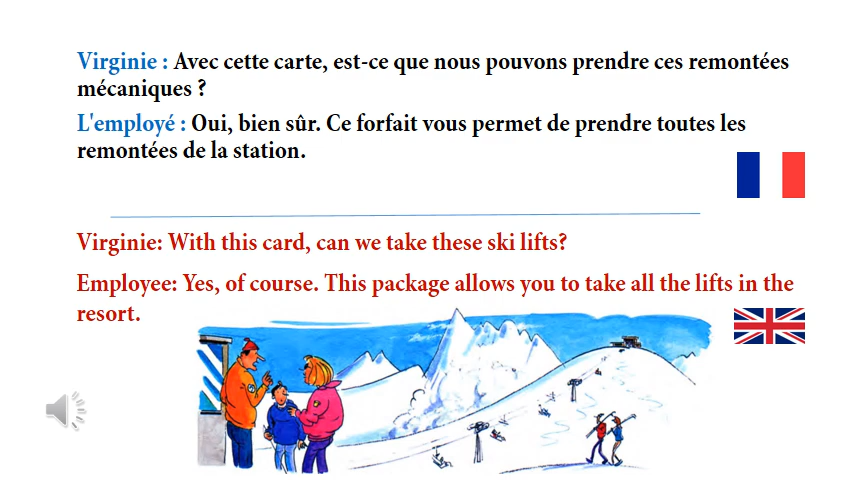 Virginie : Avec cette carte, est-ce que nous pouvons prendre ces remontées
mécaniques ?
L'employé : Oui, bien sûr. Ce forfait vous permet de prendre toutes les
remontées de la station.
Virginie: With this card, can we take these ski lifts?
Employee: Yes, of course. This package allows you to take all the lifts in the
resort.